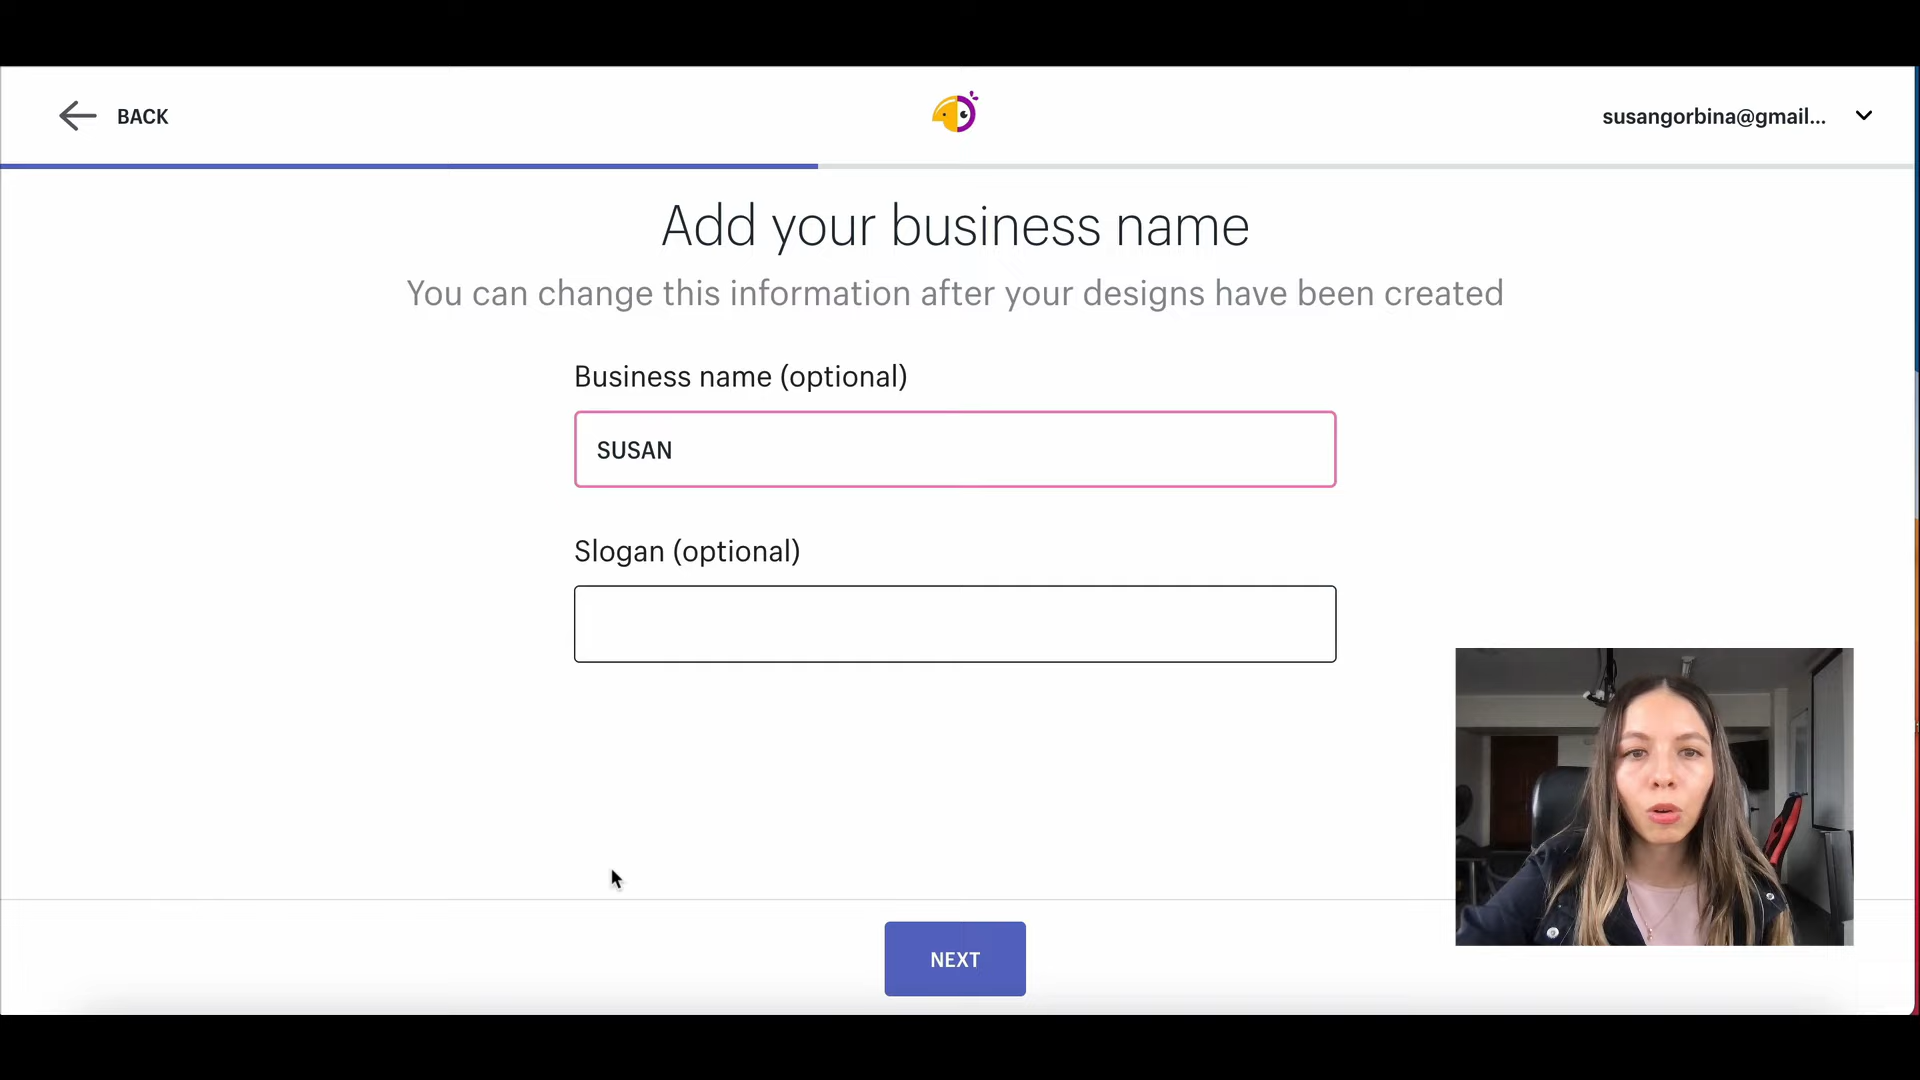 BACK
susangorbina@gmail...
Add your business name
You can change this information after your designs have been created
Business name (optional)
SUSAN
Slogan (optional)
NEXT